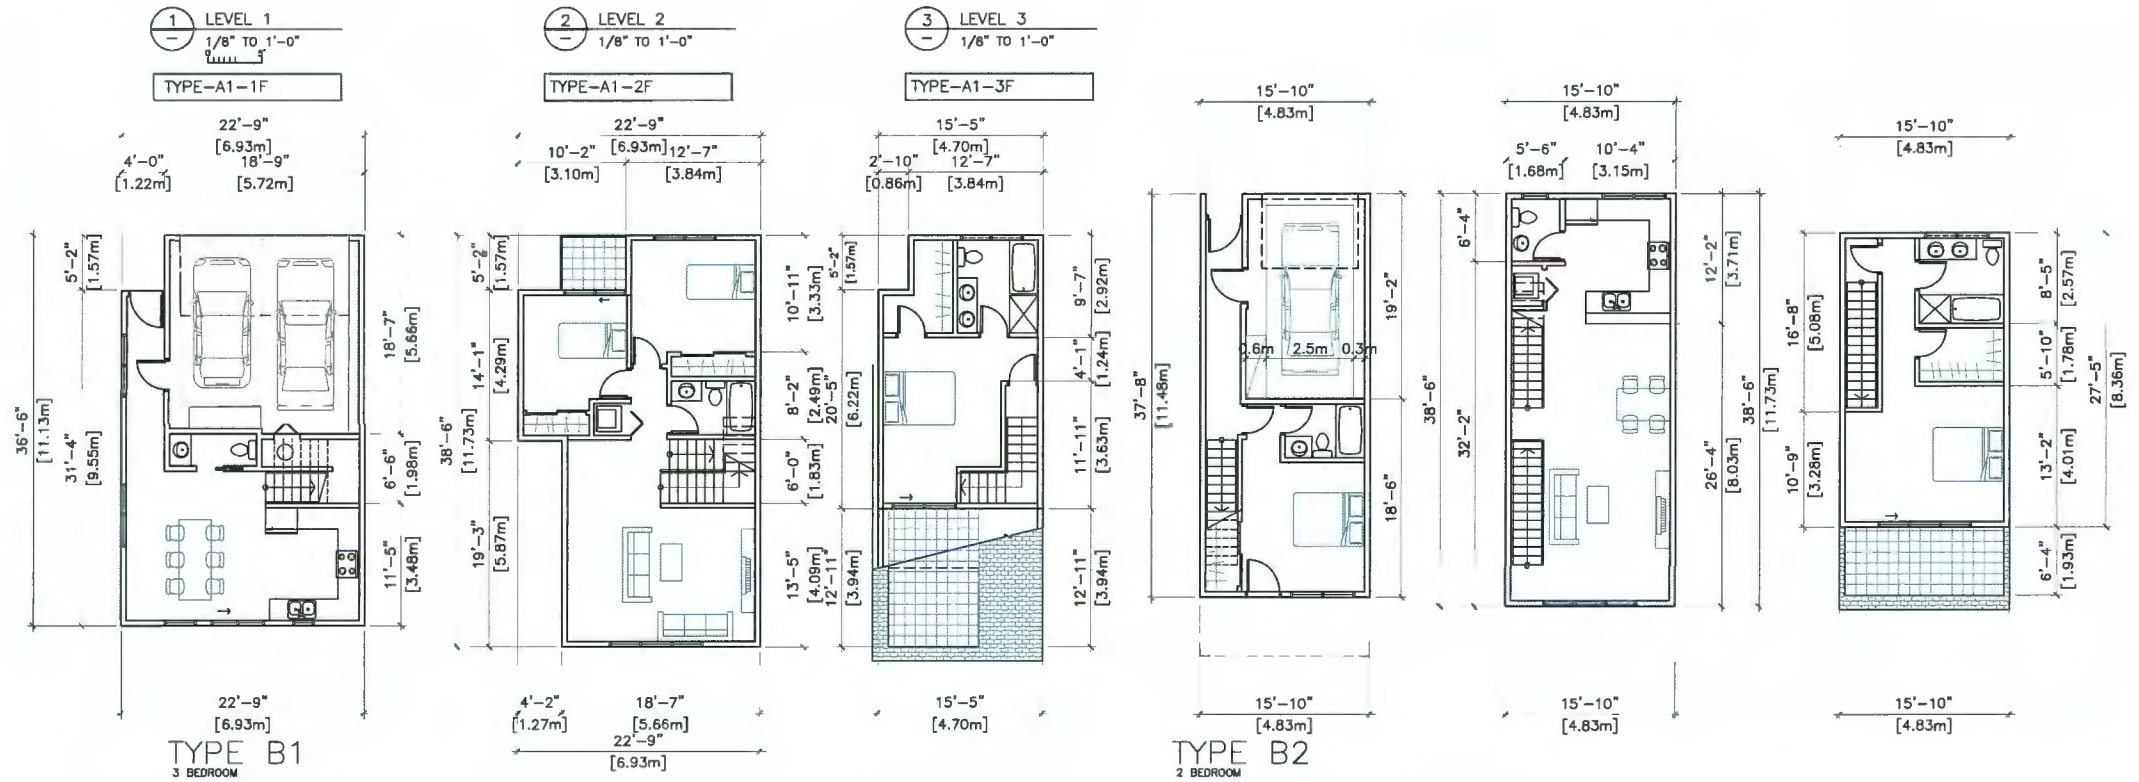 1 LEVEL 1
1/8" TO 1'-0"
0 5'
TYPE-A1-1F
2 LEVEL 2
1/8" TO 1'-0"
TYPE-A1-2F
3 LEVEL 3
1/8" TO 1'-0"
TYPE-A1-3F
22'-9"
[6.93m]
4'-0" 18'-9"
[1.22m] [5.72m]
5'-2"
[1.57m]
36'-6"
[11.13m]
31'-4"
[9.55m]
18'-7"
[5.66m]
6'-6"
[1.98m]
11'-5"
[3.48m]
22'-9"
[6.93m]
TYPE B1
3 BEDROOM
22'-9"
[6.93m]
10'-2" 12'-7"
[3.10m] [3.84m]
5'-2"
[1.57m]
14'-1"
[4.29m]
38'-6"
[11.73m]
19'-3"
[5.87m]
10'-11"
[3.33m]
8'-2"
[2.49m]
6'-0"
[1.83m]
13'-5"
[4.09m]
4'-2" 18'-7"
[1.27m] [5.66m]
22'-9"
[6.93m]
15'-5"
[4.70m]
2'-10" 12'-7"
[0.86m] [3.84m]
5'-2"
[1.57m]
20'-5"
[6.22m]
12'-11"
[3.94m]
9'-7"
[2.92m]
4'-1"
[1.24m]
11'-11"
[3.63m]
12'-11"
[3.94m]
15'-5"
[4.70m]
15'-10"
[4.83m]
37'-8"
[11.48m]
0.6m 2.5m 0.3m
19'-2"
18'-6"
15'-10"
[4.83m]
TYPE B2
2 BEDROOM
15'-10"
[4.83m]
5'-6" 10'-4"
[1.68m] [3.15m]
6'-4"
38'-6"
32'-2"
12'-2"
[3.71m]
38'-6"
[11.73m]
26'-4"
[8.03m]
15'-10"
[4.83m]
15'-10"
[4.83m]
16'-8"
[5.08m]
10'-9"
[3.28m]
8'-5"
[2.57m]
5'-10"
[1.78m]
27'-5"
[8.36m]
13'-2"
[4.01m]
6'-4"
[1.93m]
15'-10"
[4.83m]